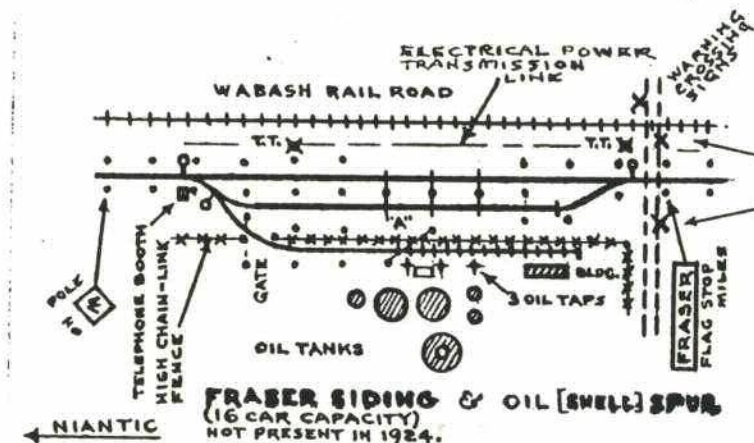 ELECTRICAL POWER
TRANSMISSION
LINK
WARNING
CROSSING
SIGNS
WABASH RAIL ROAD
T.T.
T.T.
"A"
POLE
TELEPHONE BOOTH
HIGH CHAIN-LINK
FENCE
GATE
BLDG.
3 OIL TAPS
FRASER
FLAG STOP
MILES
OIL TANKS
FRASER SIDING & OIL [SHELL] SPUR
(16 CAR CAPACITY)
NOT PRESENT IN 1924.
NIANTIC